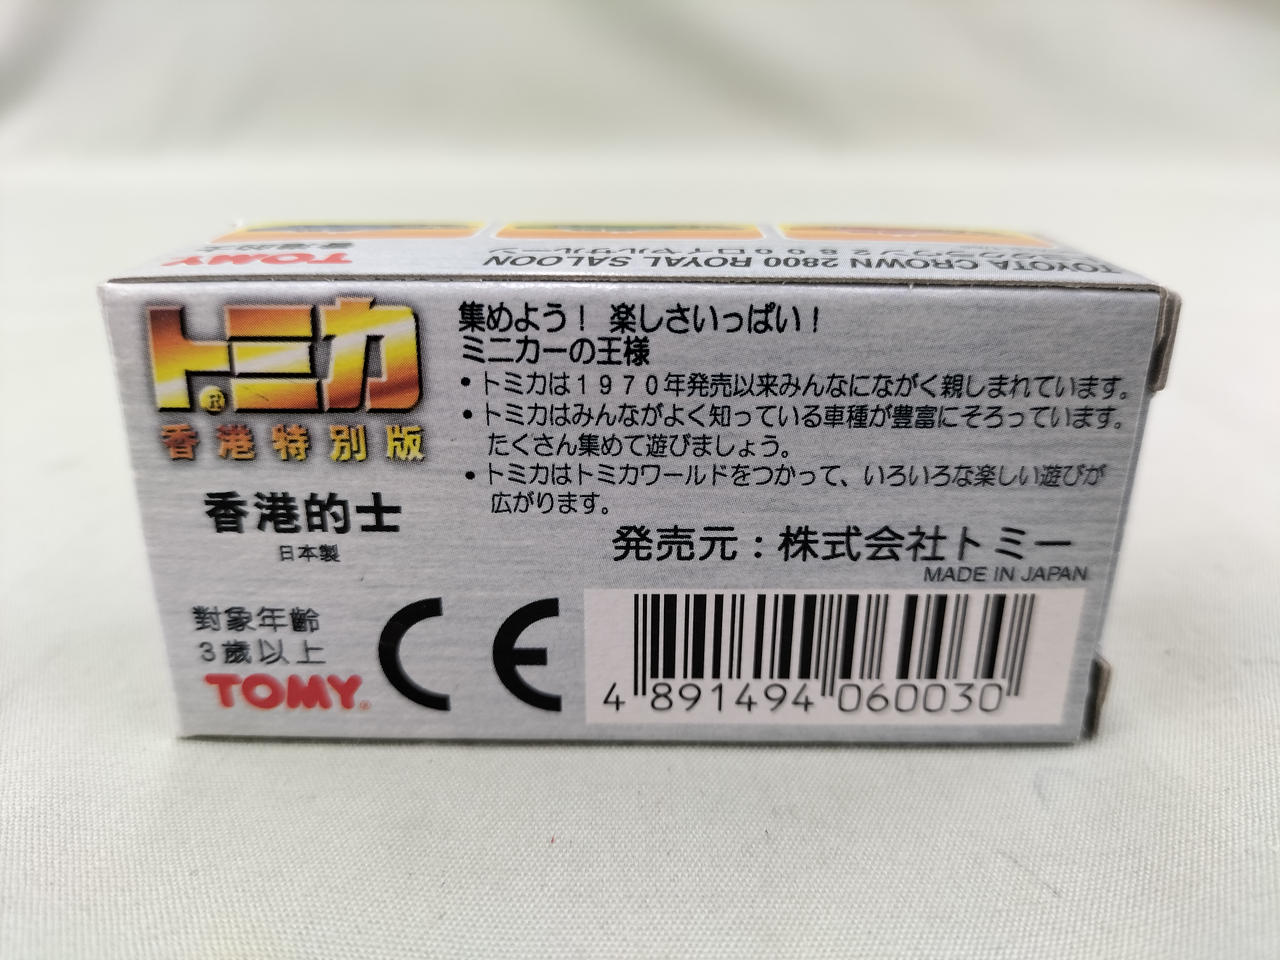 TOYOTA CROWN 2800 ROYAL SALOON
TOMY
トミカ
香港特別版
香港的士
日本製
對象年齡
3歲以上
TOMY
集めよう！ 楽しさいっぱい！
ミニカーの王様
•トミカは1970年発売以来みんなにながく親しまれています。
•トミカはみんながよく知っている車種が豊富にそろっています。
たくさん集めて遊びましょう。
•トミカはトミカワールドをつかって、いろいろな楽しい遊びが
広がります。
発売元：株式会社トミー
MADE IN JAPAN
CE
4 891494 060030